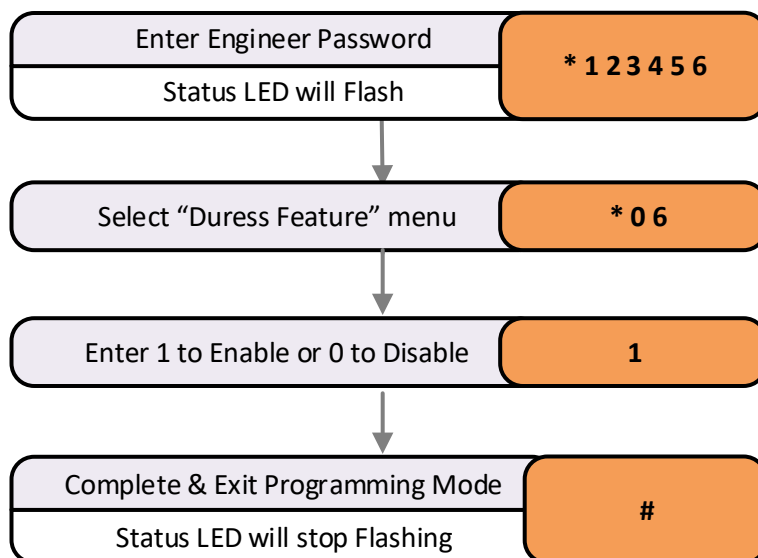 Enter Engineer Password
* 1 2 3 4 5 6
Status LED will Flash
Select “Duress Feature” menu
* 0 6
Enter 1 to Enable or 0 to Disable
1
Complete & Exit Programming Mode
#
Status LED will stop Flashing